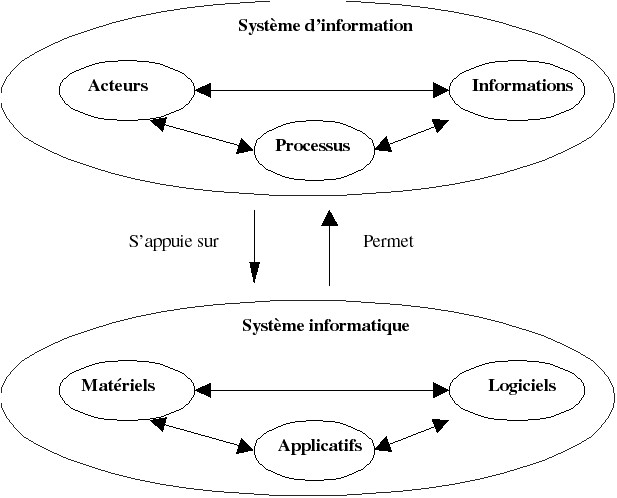 Système d’information
Acteurs
Informations
Processus
S’appuie sur
Permet
Système informatique
Matériels
Logiciels
Applicatifs